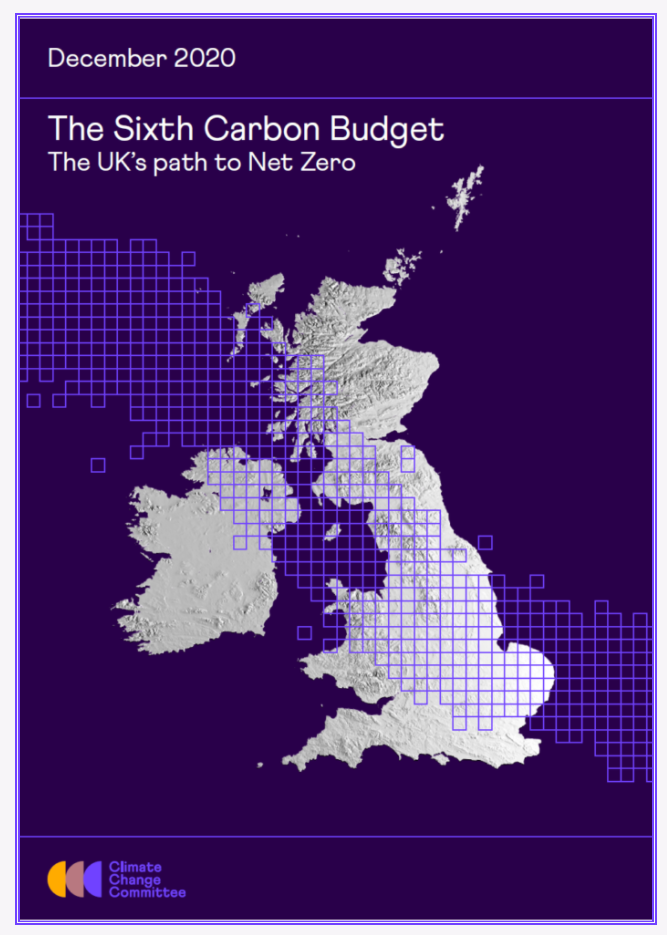 December 2020
The Sixth Carbon Budget
The UK’s path to Net Zero
Climate
Change
Committee